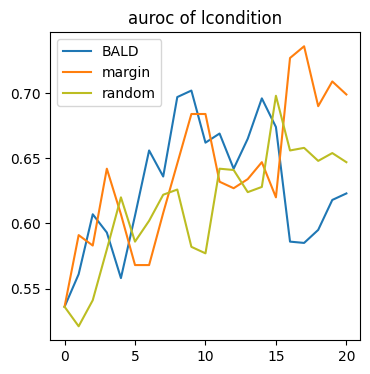 auroc of lcondition
BALD
margin
random
0.70
0.65
0.60
0.55
0 5 10 15 20